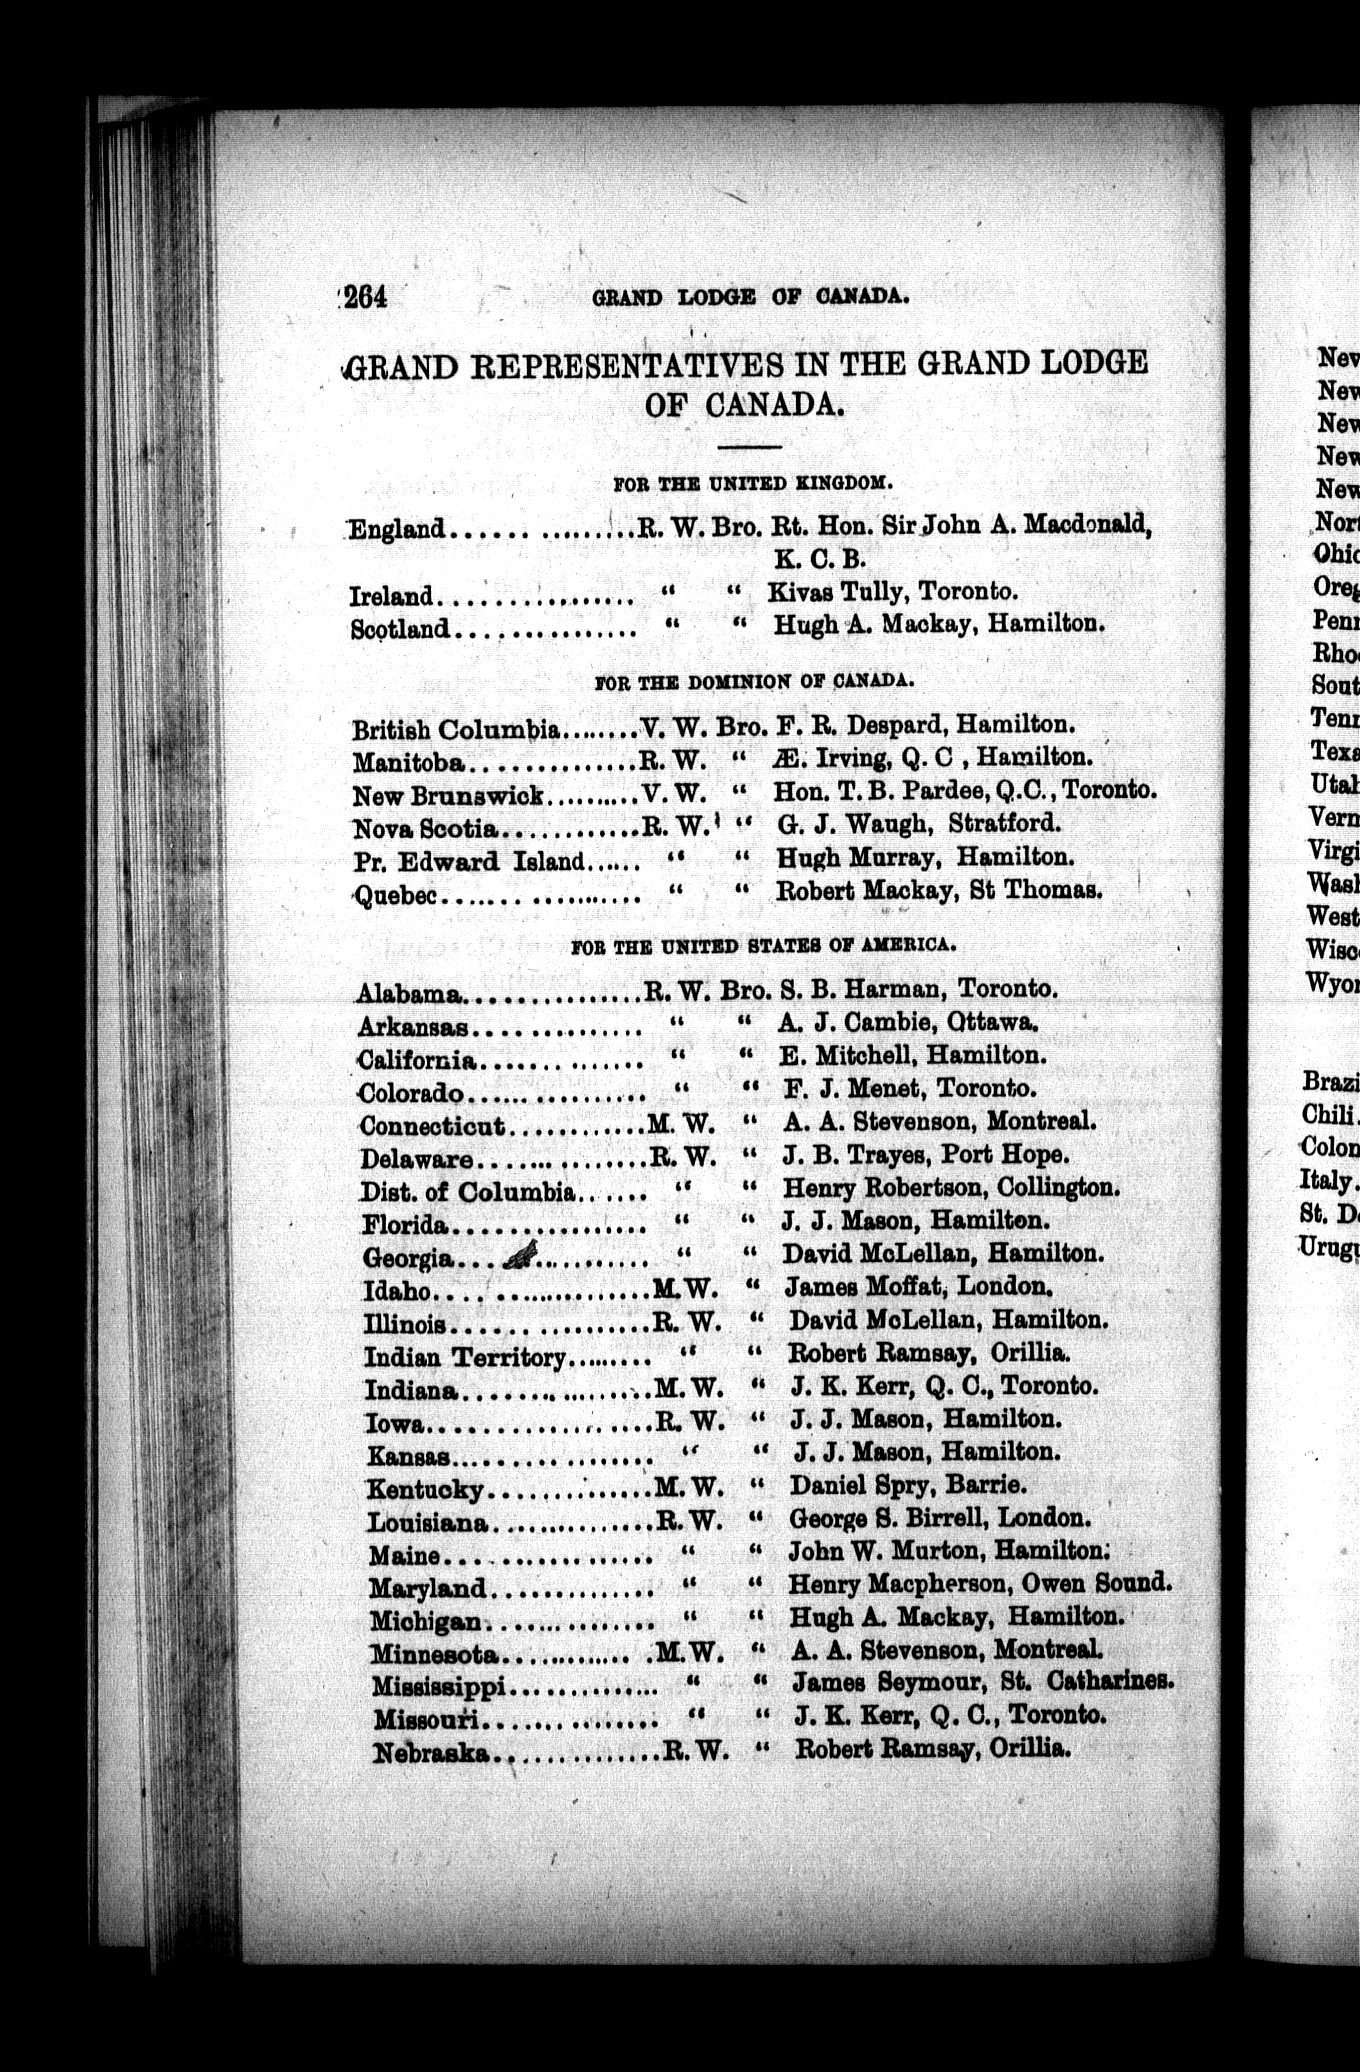 264 GRAND LODGE OF CANADA.
GRAND REPRESENTATIVES IN THE GRAND LODGE
OF CANADA.
FOR THE UNITED KINGDOM.
England...... .........R. W. Bro. Rt. Hon. Sir John A. Macdonald,
K. C. B.
Ireland................. “ “ Kivas Tully, Toronto.
Scotland................ “ “ Hugh A. Mackay, Hamilton.
FOR THE DOMINION OF CANADA.
British Columbia........V. W. Bro. F. R. Despard, Hamilton.
Manitoba..............R. W. “ Æ. Irving, Q. C , Hamilton.
New Brunswick..........V. W. “ Hon. T. B. Pardee, Q.C., Toronto.
Nova Scotia............R. W. “ G. J. Waugh, Stratford.
Pr. Edward Island...... “ “ Hugh Murray, Hamilton.
Quebec....... ........... “ “ Robert Mackay, St Thomas.
FOR THE UNITED STATES OF AMERICA.
Alabama...............R. W. Bro. S. B. Harman, Toronto.
Arkansas............... “ “ A. J. Cambie, Ottawa.
California....... ....... “ “ E. Mitchell, Hamilton.
Colorado...... .......... “ “ F. J. Menet, Toronto.
Connecticut............M. W. “ A. A. Stevenson, Montreal.
Delaware....... ........R. W. “ J. B. Trayes, Port Hope.
Dist. of Columbia....... “ “ Henry Robertson, Collington.
Florida................. “ “ J. J. Mason, Hamilton.
Georgia.... ........... “ “ David McLellan, Hamilton.
Idaho.... ..............M. W. “ James Moffat, London.
Illinois....... ..........R. W. “ David McLellan, Hamilton.
Indian Territory......... “ “ Robert Ramsay, Orillia.
Indiana......... ........M. W. “ J. K. Kerr, Q. C., Toronto.
Iowa.............. .....R. W. “ J. J. Mason, Hamilton.
Kansas......... ........ “ “ J. J. Mason, Hamilton.
Kentucky..............M. W. “ Daniel Spry, Barrie.
Louisiana...............R. W. “ George S. Birrell, London.
Maine.................. “ “ John W. Murton, Hamilton.
Maryland.............. “ “ Henry Macpherson, Owen Sound.
Michigan............... “ “ Hugh A. Mackay, Hamilton.
Minnesota............. .M. W. “ A. A. Stevenson, Montreal.
Mississippi.............. “ “ James Seymour, St. Catharines.
Missouri................ “ “ J. K. Kerr, Q. C., Toronto.
Nebraska..............R. W. “ Robert Ramsay, Orillia.
Italy.
Chili.